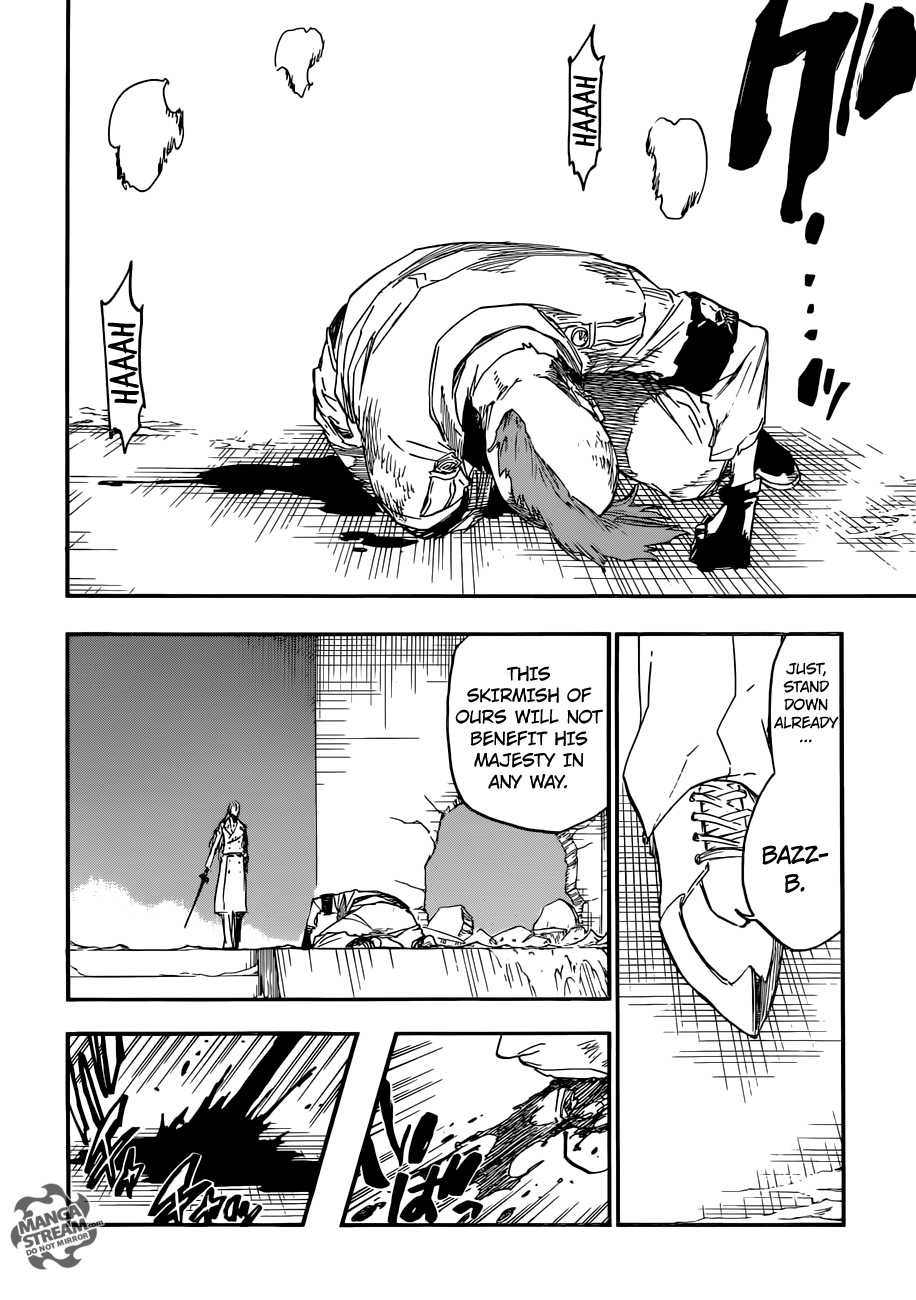 HAAAH
HAAAH
JUST,
STAND
DOWN
ALREADY
...
BAZZ-
B.
THIS
SKIRMISH OF
OURS WILL NOT
BENEFIT HIS
MAJESTY IN
ANY WAY.
MANGA
STREAM.com
DO NOT MIRROR